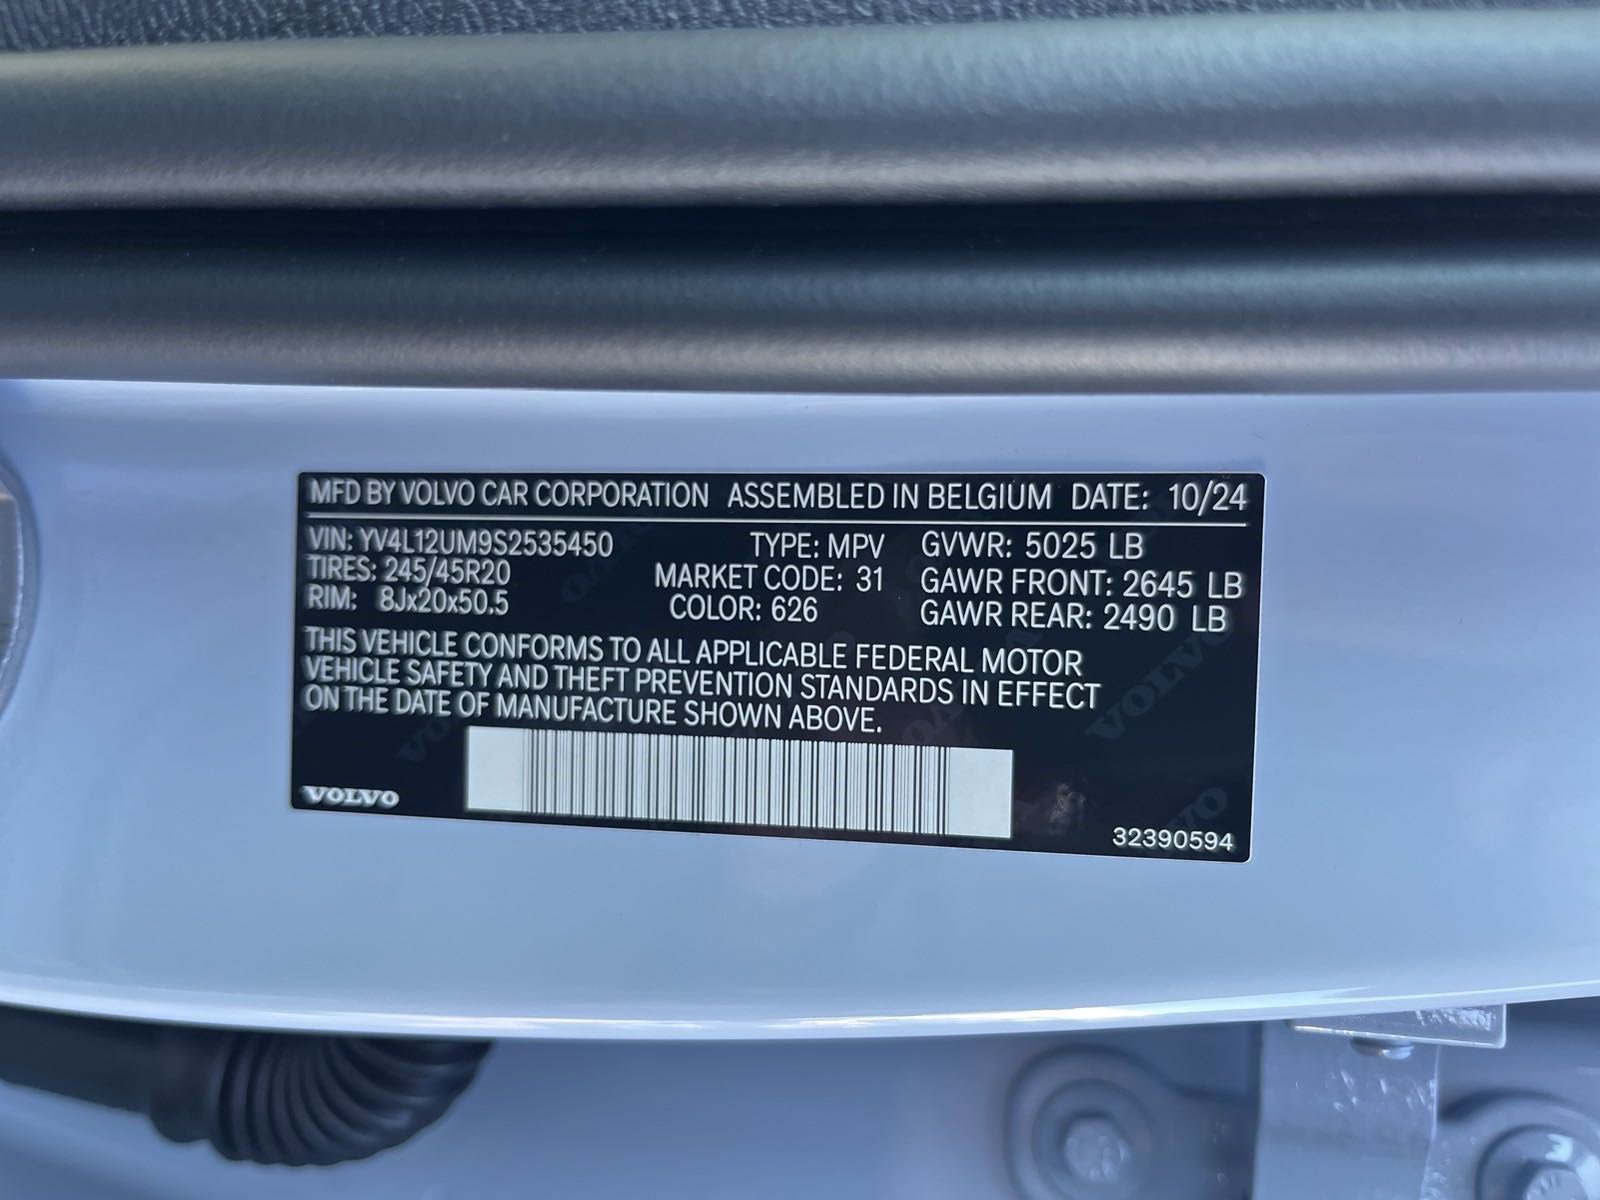 MFD BY VOLVO CAR CORPORATION ASSEMBLED IN BELGIUM DATE: 10/24
VIN: YV4L12UM9S2535450 TYPE: MPV GVWR: 5025 LB
TIRES: 245/45R20 MARKET CODE: 31 GAWR FRONT: 2645 LB
RIM: 8Jx20x50.5 COLOR: 626 GAWR REAR: 2490 LB
THIS VEHICLE CONFORMS TO ALL APPLICABLE FEDERAL MOTOR
VEHICLE SAFETY AND THEFT PREVENTION STANDARDS IN EFFECT
ON THE DATE OF MANUFACTURE SHOWN ABOVE.
VOLVO
32390594